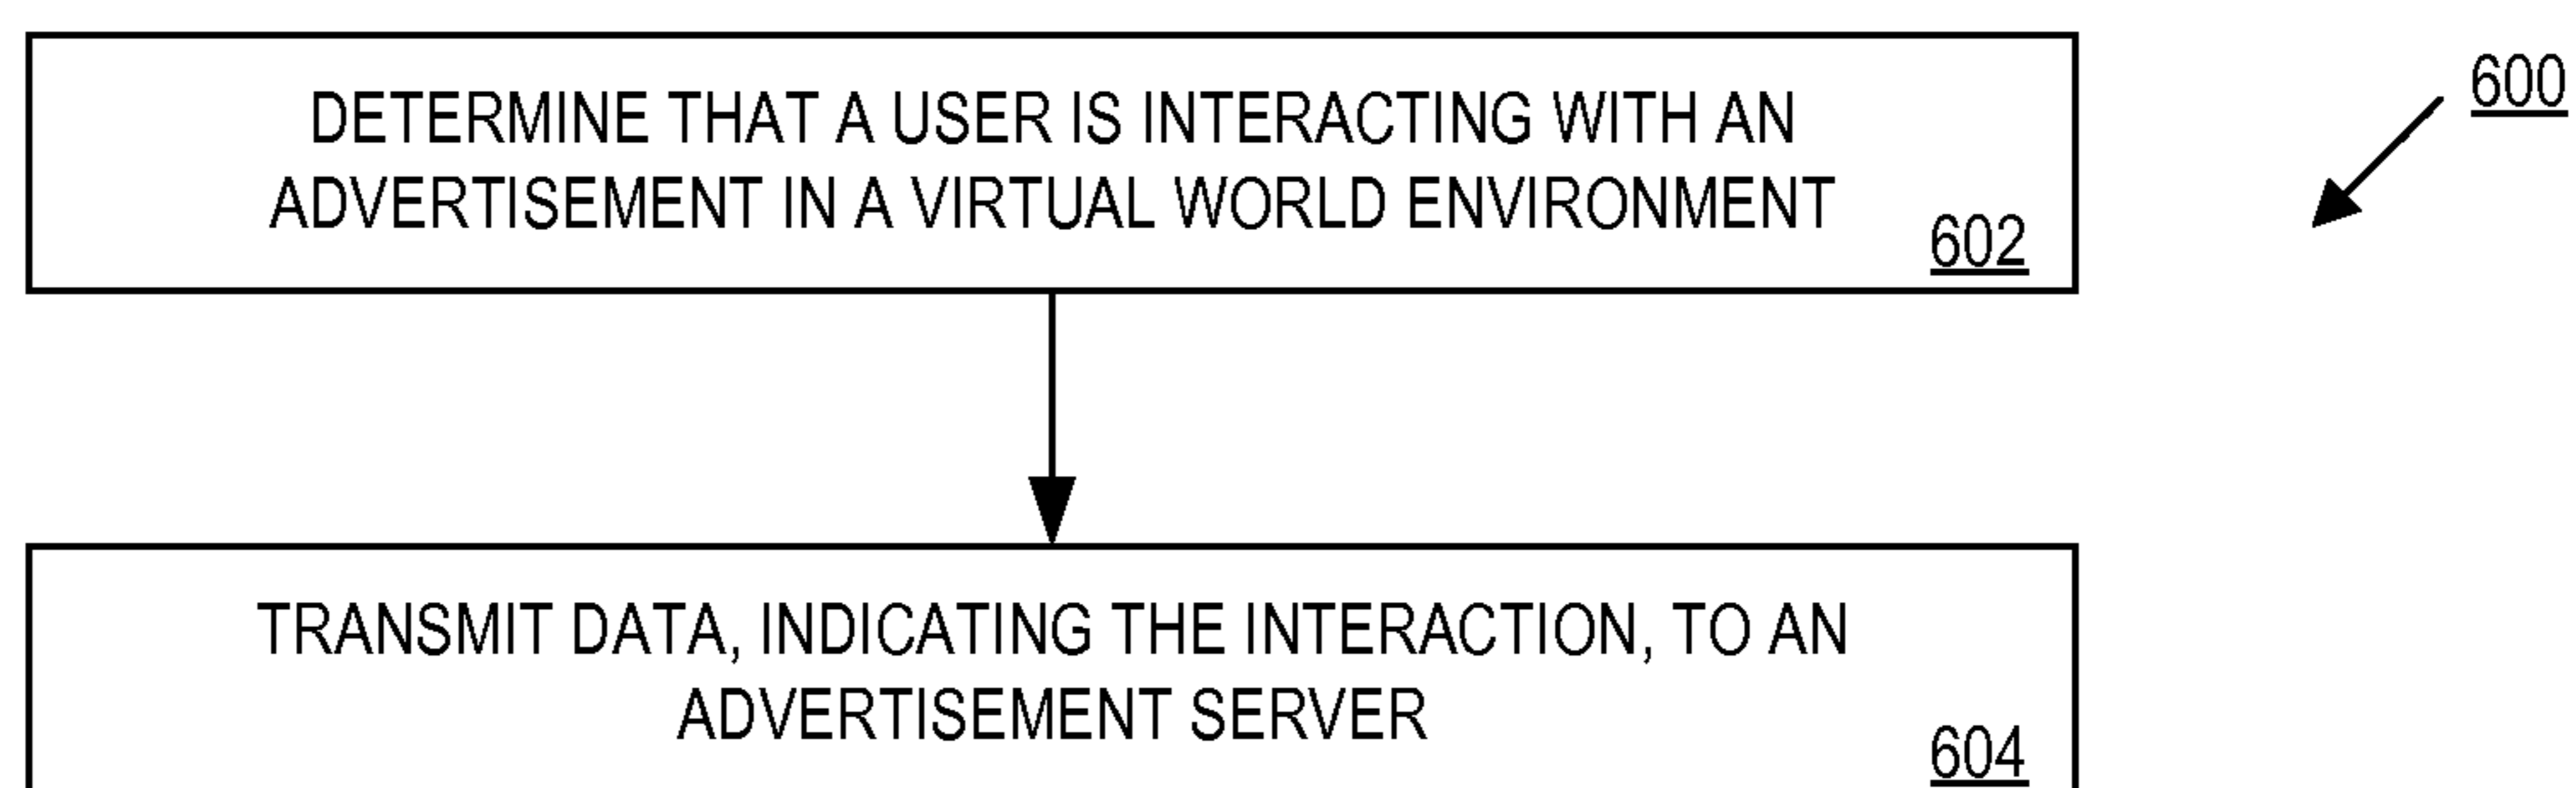 DETERMINE THAT A USER IS INTERACTING WITH AN
ADVERTISEMENT IN A VIRTUAL WORLD ENVIRONMENT
602
600
TRANSMIT DATA, INDICATING THE INTERACTION, TO AN
ADVERTISEMENT SERVER
604